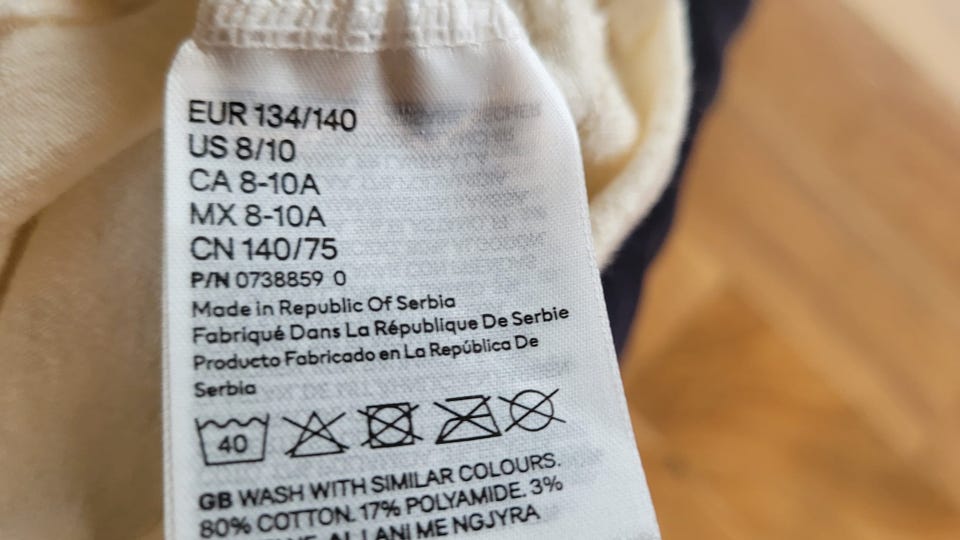 EUR 134/140
US 8/10
CA 8-10A
MX 8-10A
CN 140/75
P/N 0738859 0
Made in Republic Of Serbia
Fabriqué Dans La République De Serbie
Producto Fabricado en La República De
Serbia
40
GB WASH WITH SIMILAR COLOURS.
80% COTTON. 17% POLYAMIDE. 3%
ME NGJYRA